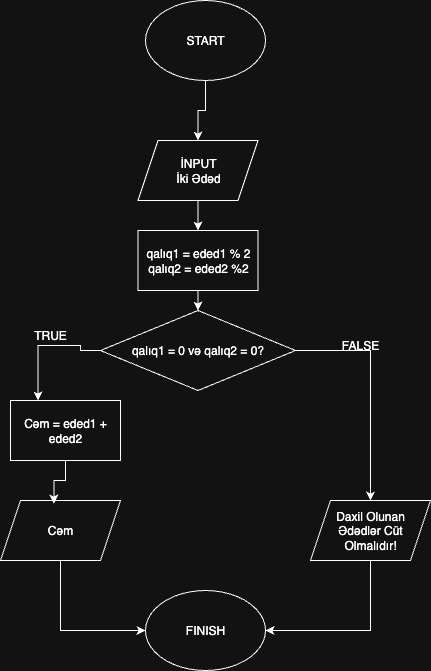 START
İNPUT
İki Ədəd
qalıq1 = eded1 % 2
qalıq2 = eded2 %2
qalıq1 = 0 və qalıq2 = 0?
TRUE
FALSE
Cəm = eded1 +
eded2
Cəm
Daxil Olunan
Ədədlər Cüt
Olmalıdır!
FINISH